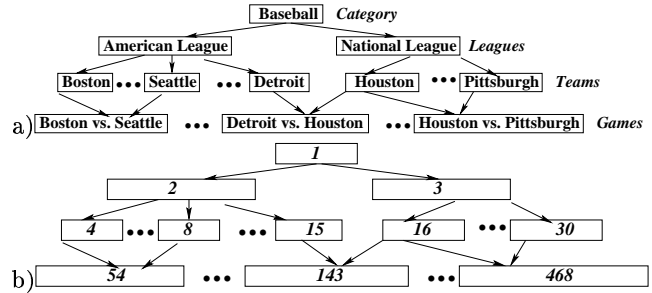 Baseball Category
American League National League Leagues
Boston ••• Seattle ••• Detroit Houston ••• Pittsburgh Teams
a) Boston vs. Seattle ••• Detroit vs. Houston ••• Houston vs. Pittsburgh Games
1
2 3
4 ••• 8 ••• 15 16 ••• 30
b) 54 ••• 143 ••• 468